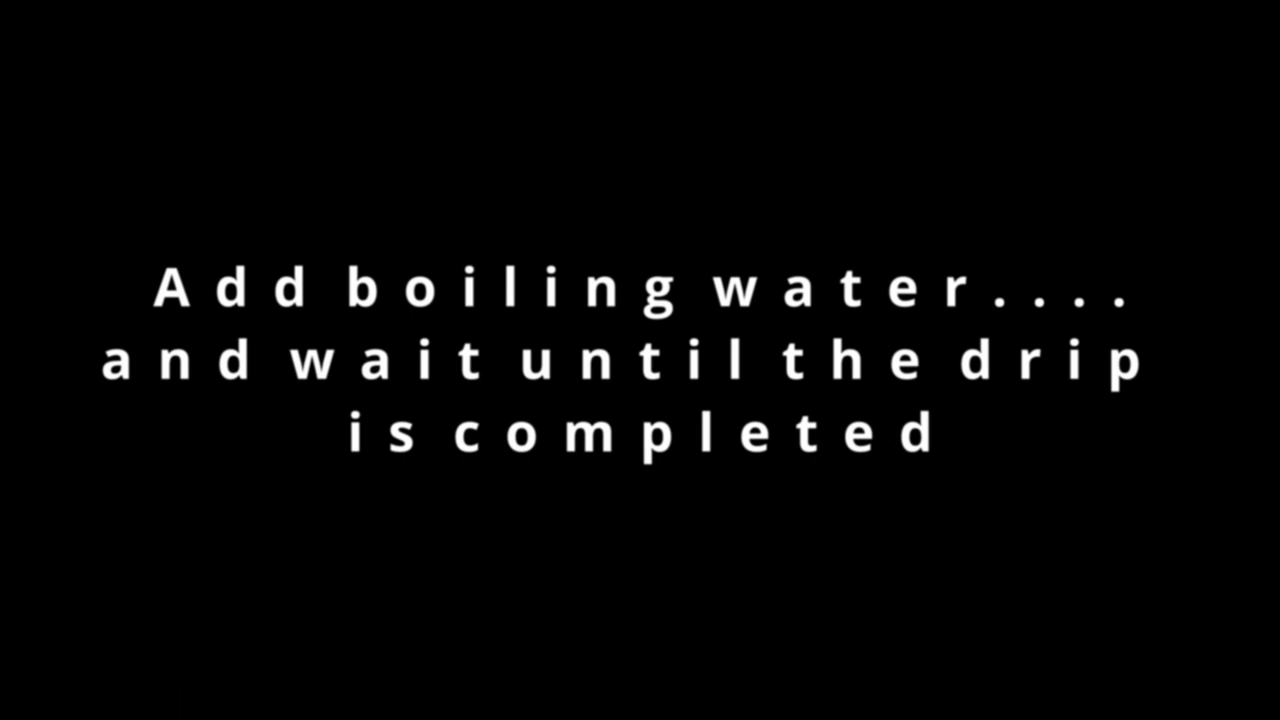 Add boiling water....
and wait until the drip
is completed